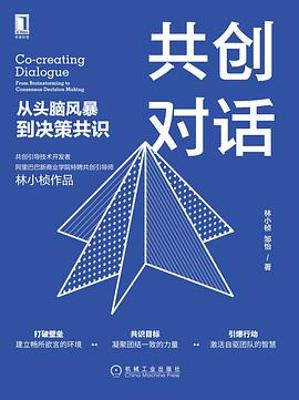 共创
对话
Co-creating
Dialogue
From Brainstorming to
Consensus Decision Making
从头脑风暴
到决策共识
共创引导技术开发者
阿里巴巴新商业学院特聘共创引导师
林小桢作品
林小桢 邹怡 /著
打破壁垒
建立畅所欲言的环境
共识目标
凝聚团结一致的力量
引爆行动
激活自驱团队的智慧
机械工业出版社
China Machine Press